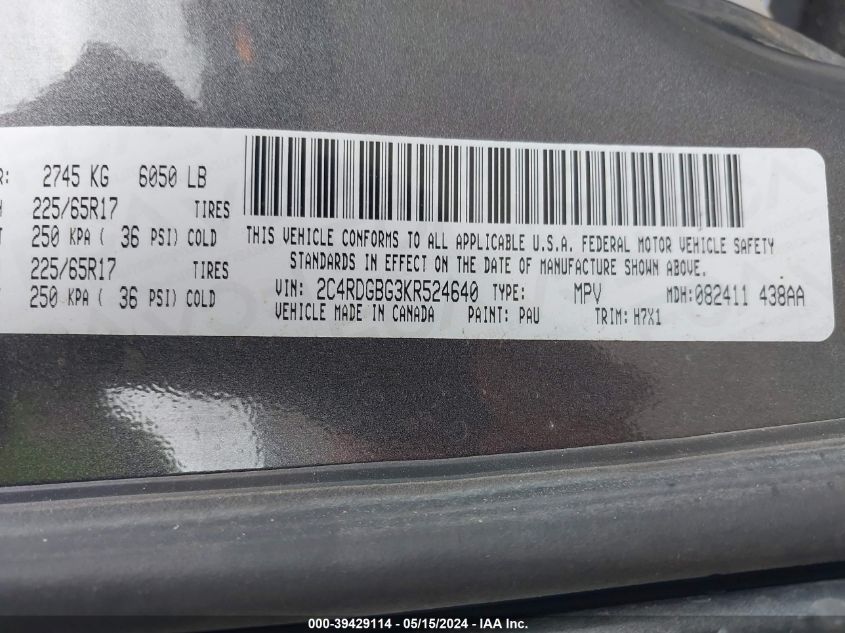 R: 2745 KG 6050 LB
225/65R17 TIRES
250 KPA ( 36 PSI) COLD
225/65R17 TIRES
250 KPA ( 36 PSI) COLD
THIS VEHICLE CONFORMS TO ALL APPLICABLE U.S.A. FEDERAL MOTOR VEHICLE SAFETY
STANDARDS IN EFFECT ON THE DATE OF MANUFACTURE SHOWN ABOVE.
VIN: 2C4RDGBG3KR524640 TYPE: MPV MDH:082411 438AA
VEHICLE MADE IN CANADA PAINT: PAU TRIM: H7X1
000-39429114 - 05/15/2024 - IAA Inc.